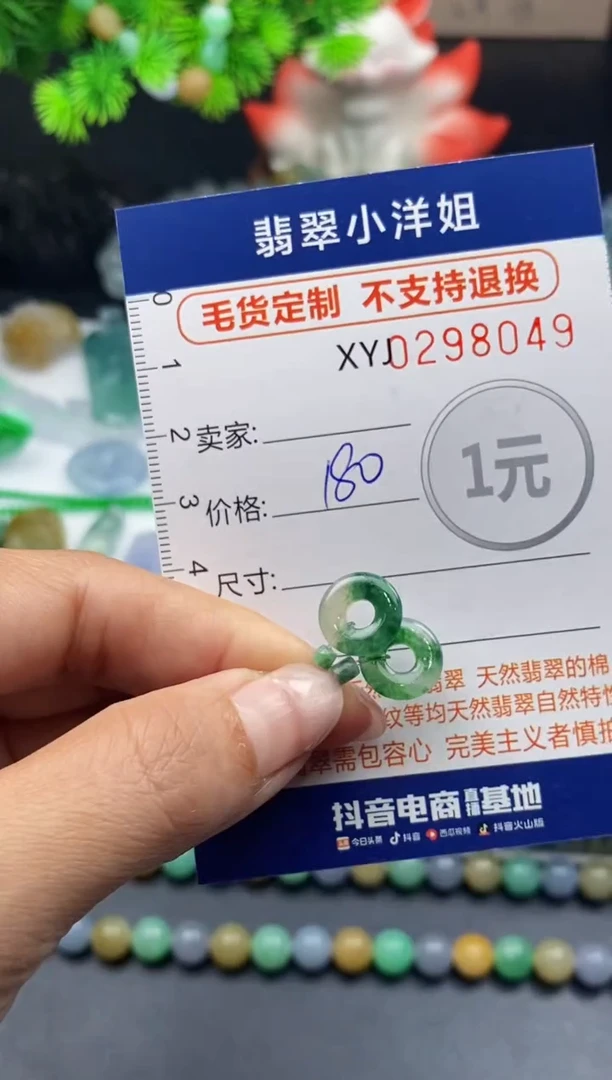 翡翠小洋姐
毛货定制 不支持退换
XYJ0298049
0
1
2
3
4
1元
卖家:
价格: 180
尺寸:
翡翠 天然翡翠的棉
纹等均天然翡翠自然特
翠需包容心 完美主义者慎拍
抖音电商直播基地
今日头条 抖音 西瓜视频 抖音火山版